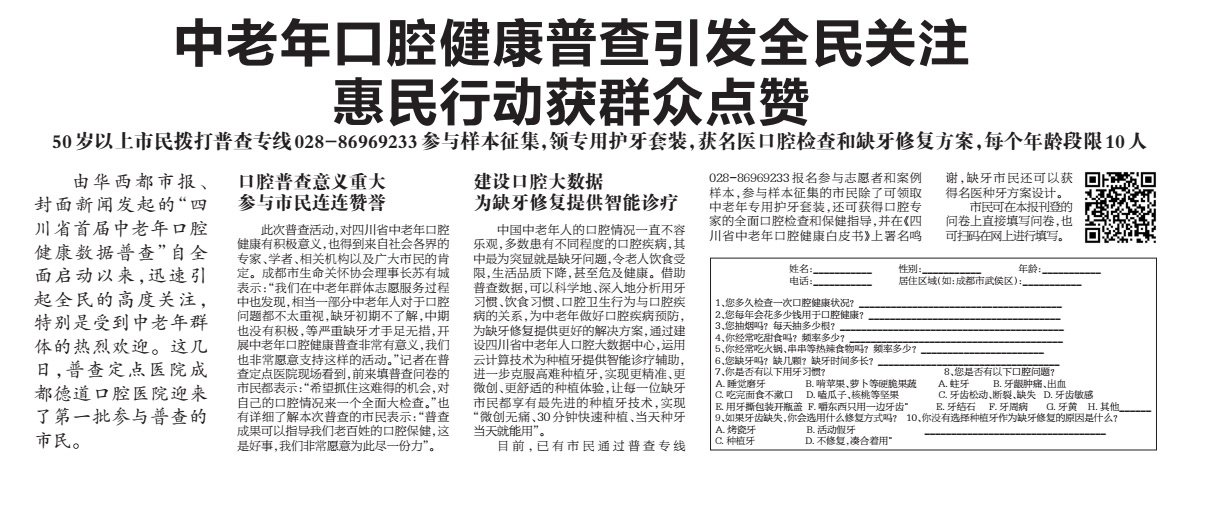 中老年口腔健康普查引发全民关注
惠民行动获群众点赞
50岁以上市民拨打普查专线028-86969233参与样本征集,领专用护牙套装,获名医口腔检查和缺牙修复方案,每个年龄段限10人
由华西都市报、
封面新闻发起的“四
川省首届中老年口腔
健康数据普查”自全
面启动以来,迅速引
起全民的高度关注,
特别是受到中老年群
体的热烈欢迎。这几
日,普查定点医院成
都德道口腔医院迎来
了第一批参与普查的
市民。
口腔普查意义重大
参与市民连连赞誉
此次普查活动,对四川省中老年口腔
健康有积极意义,也得到来自社会各界的
专家、学者、相关机构以及广大市民的肯
定。成都市生命关怀协会理事长苏有城
表示:“我们在中老年群体志愿服务过程
中也发现,相当一部分中老年人对于口腔
问题都不太重视,缺牙初期不了解,中期
也没有积极,等严重缺牙才手足无措,开
展中老年口腔健康普查非常有意义,我们
也非常愿意支持这样的活动。”记者在普
查定点医院现场看到,前来填普查问卷的
市民都表示:“希望抓住这难得的机会,对
自己的口腔情况来一个全面大检查。”也
有详细了解本次普查的市民表示:“普查
成果可以指导我们老百姓的口腔保健,这
是好事,我们非常愿意为此尽一份力”。
建设口腔大数据
为缺牙修复提供智能诊疗
中国中老年人的口腔情况一直不容
乐观,多数患有不同程度的口腔疾病,其
中最为突显就是缺牙问题,令老人饮食受
限,生活品质下降,甚至危及健康。借助
普查数据,可以科学地、深入地分析用牙
习惯、饮食习惯、口腔卫生行为与口腔疾
病的关系,为中老年做好口腔疾病预防,
为缺牙修复提供更好的解决方案,通过建
设四川省中老年人口腔大数据中心,运用
云计算技术为种植牙提供智能诊疗辅助,
进一步克服高难种植牙,实现更精准、更
微创、更舒适的种植体验,让每一位缺牙
市民都享有最先进的种植牙技术,实现
“微创无痛、30分钟快速种植、当天种牙
当天就能用”。
目前,已有市民通过普查专线
028-86969233报名参与志愿者和案例
样本,参与样本征集的市民除了可领取
中老年专用护牙套装,还可获得口腔专
家的全面口腔检查和保健指导,并在《四
川省中老年口腔健康白皮书》上署名鸣
谢,缺牙市民还可以获
得名医种牙方案设计。
市民可在本报刊登的
问卷上直接填写问卷,也
可扫码在网上进行填写。
姓名:___________ 性别:___________ 年龄:___________
电话:___________ 居住区域(如:成都市武侯区):___________
1、您多久检查一次口腔健康状况?
2、您每年会花多少钱用于口腔健康?
3、您抽烟吗?每天抽多少根?
4、你经常吃甜食吗?频率多少?
5、你经常吃火锅、串串等热辣食物吗?频率多少?
6、您缺牙吗?缺几颗?缺牙时间多长?
7、你是否有以下用牙习惯? 8、您是否有以下口腔问题?
A. 睡觉磨牙 B. 啃苹果、萝卜等硬脆果蔬 A. 蛀牙 B. 牙龈肿痛、出血
C. 吃完面食不漱口 D. 嗑瓜子、核桃等坚果 C. 牙齿松动、断裂、缺失 D. 牙齿敏感
E. 用牙撕包装开瓶盖 F. 嚼东西只用一边牙齿“ E. 牙结石 F. 牙周病 G. 牙黄 H. 其他______
9、如果牙齿缺失,你会选用什么修复方式吗? 10、你没有选择种植牙作为缺牙修复的原因是什么?
A. 烤瓷牙 B. 活动假牙
C. 种植牙 D. 不修复,凑合着用“